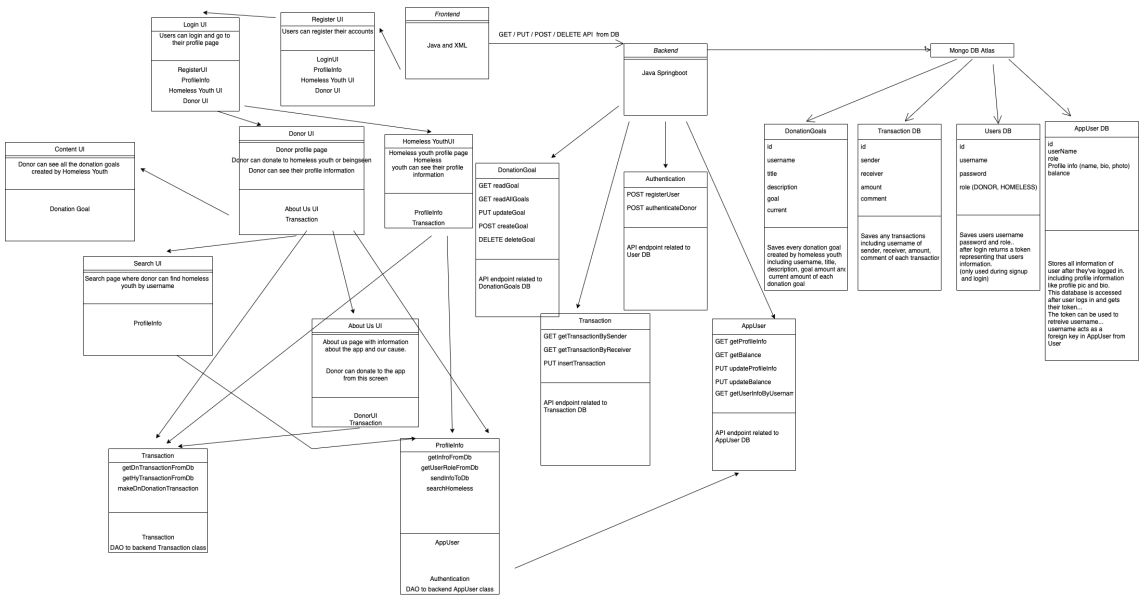 Login UI
Users can login and go to
their profile page
RegisterUI
ProfileInfo
Homeless Youth UI
Donor UI
Register UI
Users can register their accounts
LoginUI
ProfileInfo
Homeless Youth UI
Donor UI
Frontend
Java and XML
GET / PUT / POST / DELETE API from DB
Backend
Java Springboot
1
Mongo DB Atlas
Content UI
Donor can see all the donation goals
created by Homeless Youth
Donation Goal
Donor UI
Donor profile page
Donor can donate to homeless youth or beingseen
Donor can see their profile information
About Us UI
Transaction
Homeless YouthUI
Homeless youth profile page
Homeless
youth can see their profile
information
ProfileInfo
Transaction
DonationGoal
GET readGoal
GET readAllGoals
PUT updateGoal
POST createGoal
DELETE deleteGoal
API endpoint related to
DonationGoals DB
Authentication
POST registerUser
POST authenticateDonor
API endpoint related to
User DB
DonationGoals
id
username
title
description
goal
current
Saves every donation goal
created by homeless youth
including username, title,
description, goal amount and
current amount of each
donation goal
Transaction DB
id
sender
receiver
amount
comment
Saves any transactions
including username of
sender, receiver, amount,
comment of each transaction
Users DB
id
username
password
role (DONOR, HOMELESS)
Saves users username
password and role..
after login returns a token
representing that users
information.
(only used during signup
and login)
AppUser DB
id
userName
role
Profile info (name, bio, photo)
balance
Stores all information of
user after they've logged in.
including profile information
like profile pic and bio.
This database is accessed
after user logs in and gets
their token...
The token can be used to
retreive username...
username acts as a
foreign key in AppUser from
User
Search UI
Search page where donor can find homeless
youth by username
ProfileInfo
About Us UI
About us page with information
about the app and our cause.
Donor can donate to the app
from this screen
DonorUI
Transaction
Transaction
GET getTransactionBySender
GET getTransactionByReceiver
PUT insertTransaction
API endpoint related to
Transaction DB
AppUser
GET getProfileInfo
GET getBalance
PUT updateProfileInfo
PUT updateBalance
GET getUserInfoByUsernam
API endpoint related to
AppUser DB
Transaction
getDnTransactionFromDb
getHyTransactionFromDb
makeDnDonationTransaction
Transaction
DAO to backend Transaction class
ProfileInfo
getInfroFromDb
getUserRoleFromDb
sendInfoToDb
searchHomeless
AppUser
Authentication
DAO to backend AppUser class